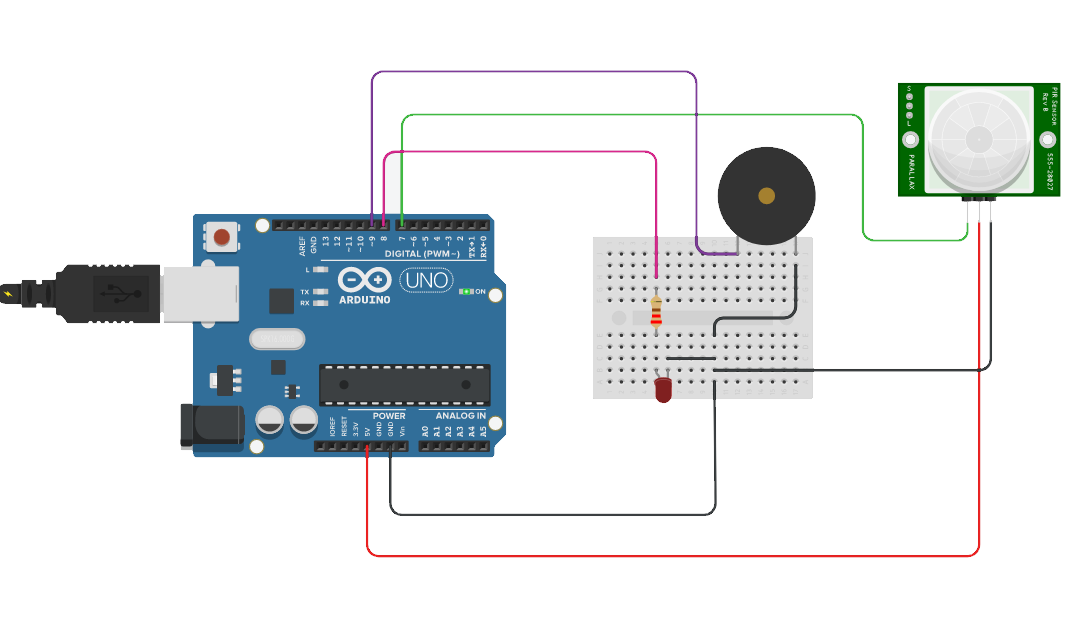 AREF
GND
13
12
~11
~10
~9
8
7
~6
~5
4
~3
2
TX→1
RX←0
DIGITAL (PWM~)
L
TX
RX
UNO
ARDUINO
ON
POWER
ANALOG IN
IOREF
RESET
3.3V
5V
GND
GND
Vin
A0
A1
A2
A3
A4
A5
S
L
PARALLAX
PIR SENSOR
Rev B
555-28027